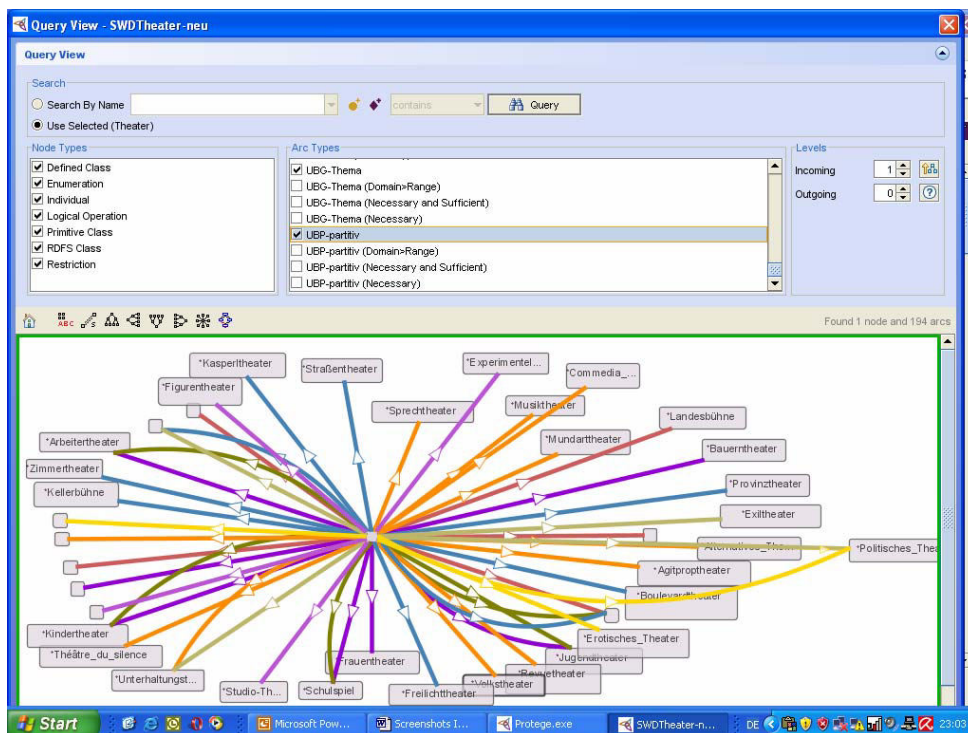 Query View - SWDTheater-neu
Query View
Search
Search By Name
contains
Query
Use Selected (Theater)
Node Types
Defined Class
Enumeration
Individual
Logical Operation
Primitive Class
RDFS Class
Restriction
Arc Types
UBG-Thema
UBG-Thema (Domain>Range)
UBG-Thema (Necessary and Sufficient)
UBG-Thema (Necessary)
UBP-partitiv
UBP-partitiv (Domain>Range)
UBP-partitiv (Necessary and Sufficient)
UBP-partitiv (Necessary)
Levels
Incoming 1
Outgoing 0
ABC
Found 1 node and 194 arcs
*Kasperltheater
*Straßentheater
*Experimentel...
*Commedia_...
*Figurentheater
*Sprechtheater
*Musiktheater
*Landesbühne
*Arbeitertheater
*Mundarttheater
*Bauerntheater
*Zimmertheater
*Provinztheater
*Kellerbühne
*Exiltheater
*Politisches_Thea
*Agitproptheater
*Boulevardtheater
*Kindertheater
*Erotisches_Theater
*Théâtre_du_silence
*Frauentheater
*Jugendtheater
*Unterhaltungst...
*Revuetheater
*Studio-Th...
*Schulspiel
*Freilichttheater
*Volkstheater
Start
Microsoft Pow...
Screenshots I...
Protege.exe
SWDTheater-n...
DE
23:03